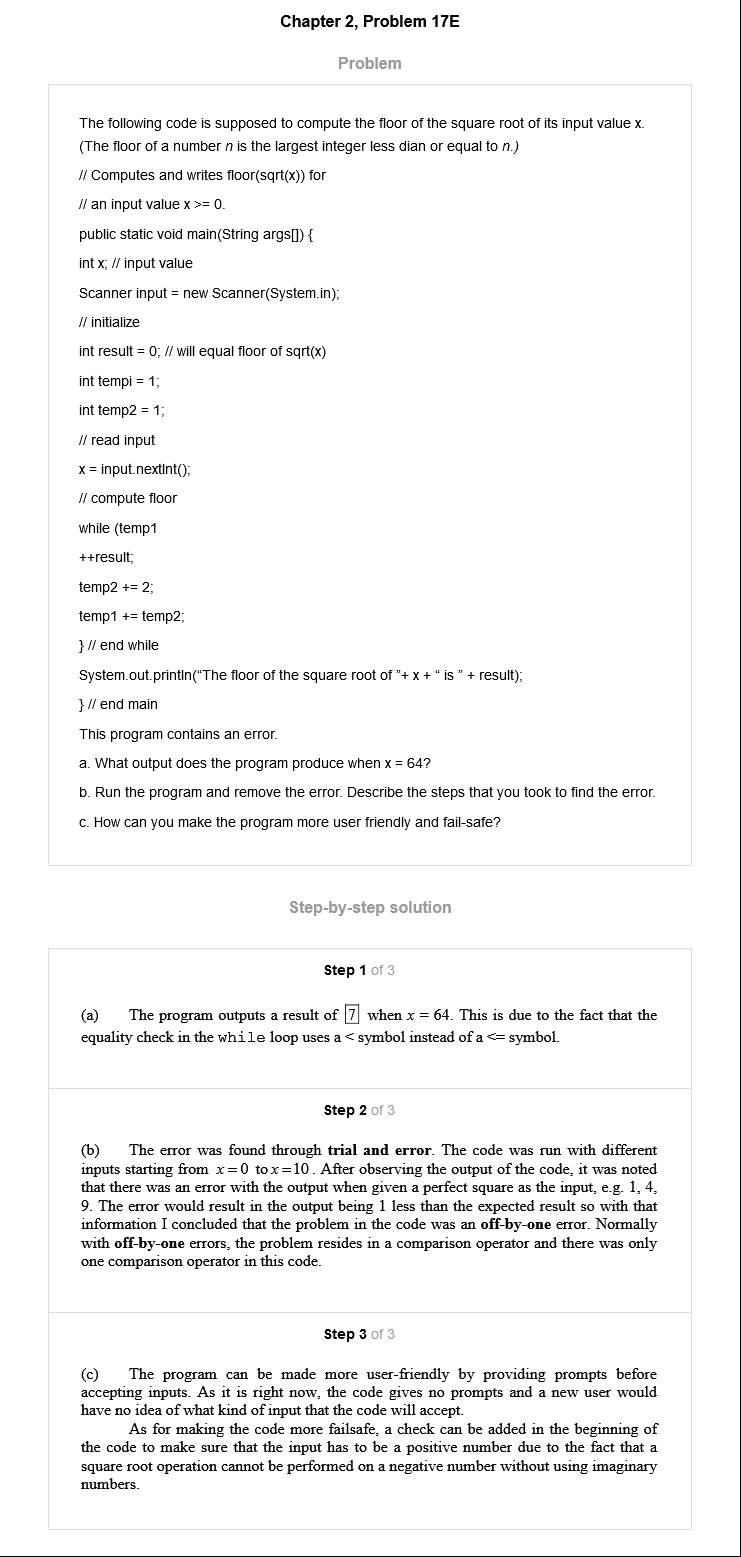 Chapter 2, Problem 17E
Problem
The following code is supposed to compute the floor of the square root of its input value x.
(The floor of a number n is the largest integer less dian or equal to n.)
// Computes and writes floor(sqrt(x)) for
// an input value x >= 0.
public static void main(String args[]) {
int x; // input value
Scanner input = new Scanner(System.in);
// initialize
int result = 0; // will equal floor of sqrt(x)
int tempi = 1;
int temp2 = 1;
// read input
x = input.nextInt();
// compute floor
while (temp1
++result;
temp2 += 2;
temp1 += temp2;
} // end while
System.out.println(“The floor of the square root of ”+ x + “ is ” + result);
} // end main
This program contains an error.
a. What output does the program produce when x = 64?
b. Run the program and remove the error. Describe the steps that you took to find the error.
c. How can you make the program more user friendly and fail-safe?
Step-by-step solution
Step 1 of 3
(a) The program outputs a result of 7 when x = 64. This is due to the fact that the
equality check in the while loop uses a < symbol instead of a <= symbol.
Step 2 of 3
(b) The error was found through trial and error. The code was run with different
inputs starting from x=0 to x=10. After observing the output of the code, it was noted
that there was an error with the output when given a perfect square as the input, e.g. 1, 4,
9. The error would result in the output being 1 less than the expected result so with that
information I concluded that the problem in the code was an off-by-one error. Normally
with off-by-one errors, the problem resides in a comparison operator and there was only
one comparison operator in this code.
Step 3 of 3
(c) The program can be made more user-friendly by providing prompts before
accepting inputs. As it is right now, the code gives no prompts and a new user would
have no idea of what kind of input that the code will accept.
As for making the code more failsafe, a check can be added in the beginning of
the code to make sure that the input has to be a positive number due to the fact that a
square root operation cannot be performed on a negative number without using imaginary
numbers.